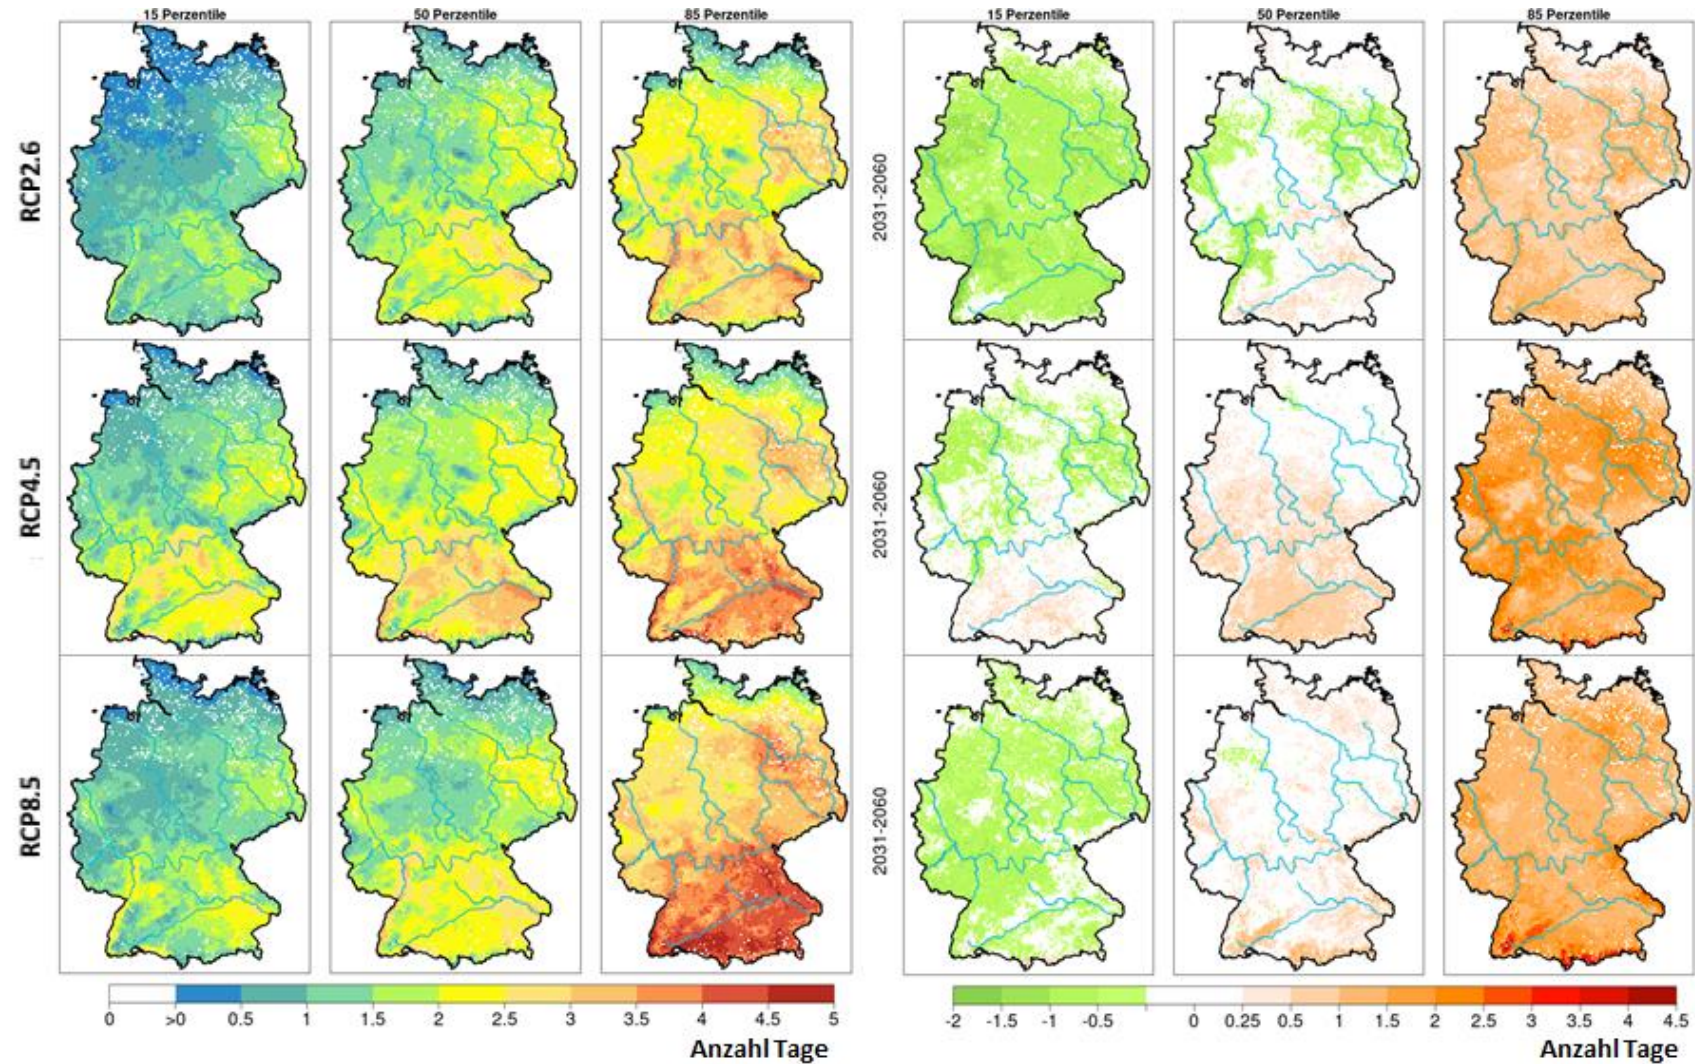 15 Perzentile 50 Perzentile 85 Perzentile 15 Perzentile 50 Perzentile 85 Perzentile
RCP2.6
2031-2060
RCP4.5
2031-2060
RCP8.5
2031-2060
0 >0 0.5 1 1.5 2 2.5 3 3.5 4 4.5 5
-2 -1.5 -1 -0.5 0 0.25 0.5 1 1.5 2 2.5 3 3.5 4 4.5
Anzahl Tage
Anzahl Tage